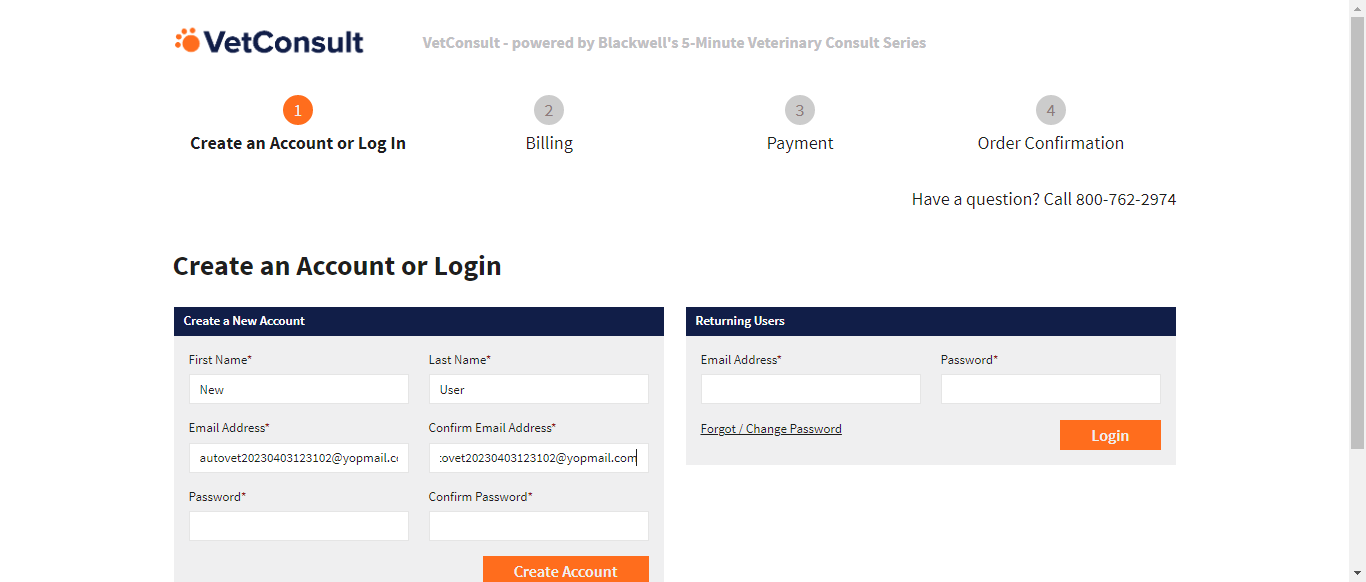 VetConsult
VetConsult - powered by Blackwell's 5-Minute Veterinary Consult Series
1
2
3
4
Create an Account or Log In
Billing
Payment
Order Confirmation
Have a question? Call 800-762-2974
Create an Account or Login
Create a New Account
First Name*
Last Name*
New
User
Email Address*
Confirm Email Address*
autovet20230403123102@yopmail.co
:ovet20230403123102@yopmail.com
Password*
Confirm Password*
Create Account
Returning Users
Email Address*
Password*
Forgot / Change Password
Login